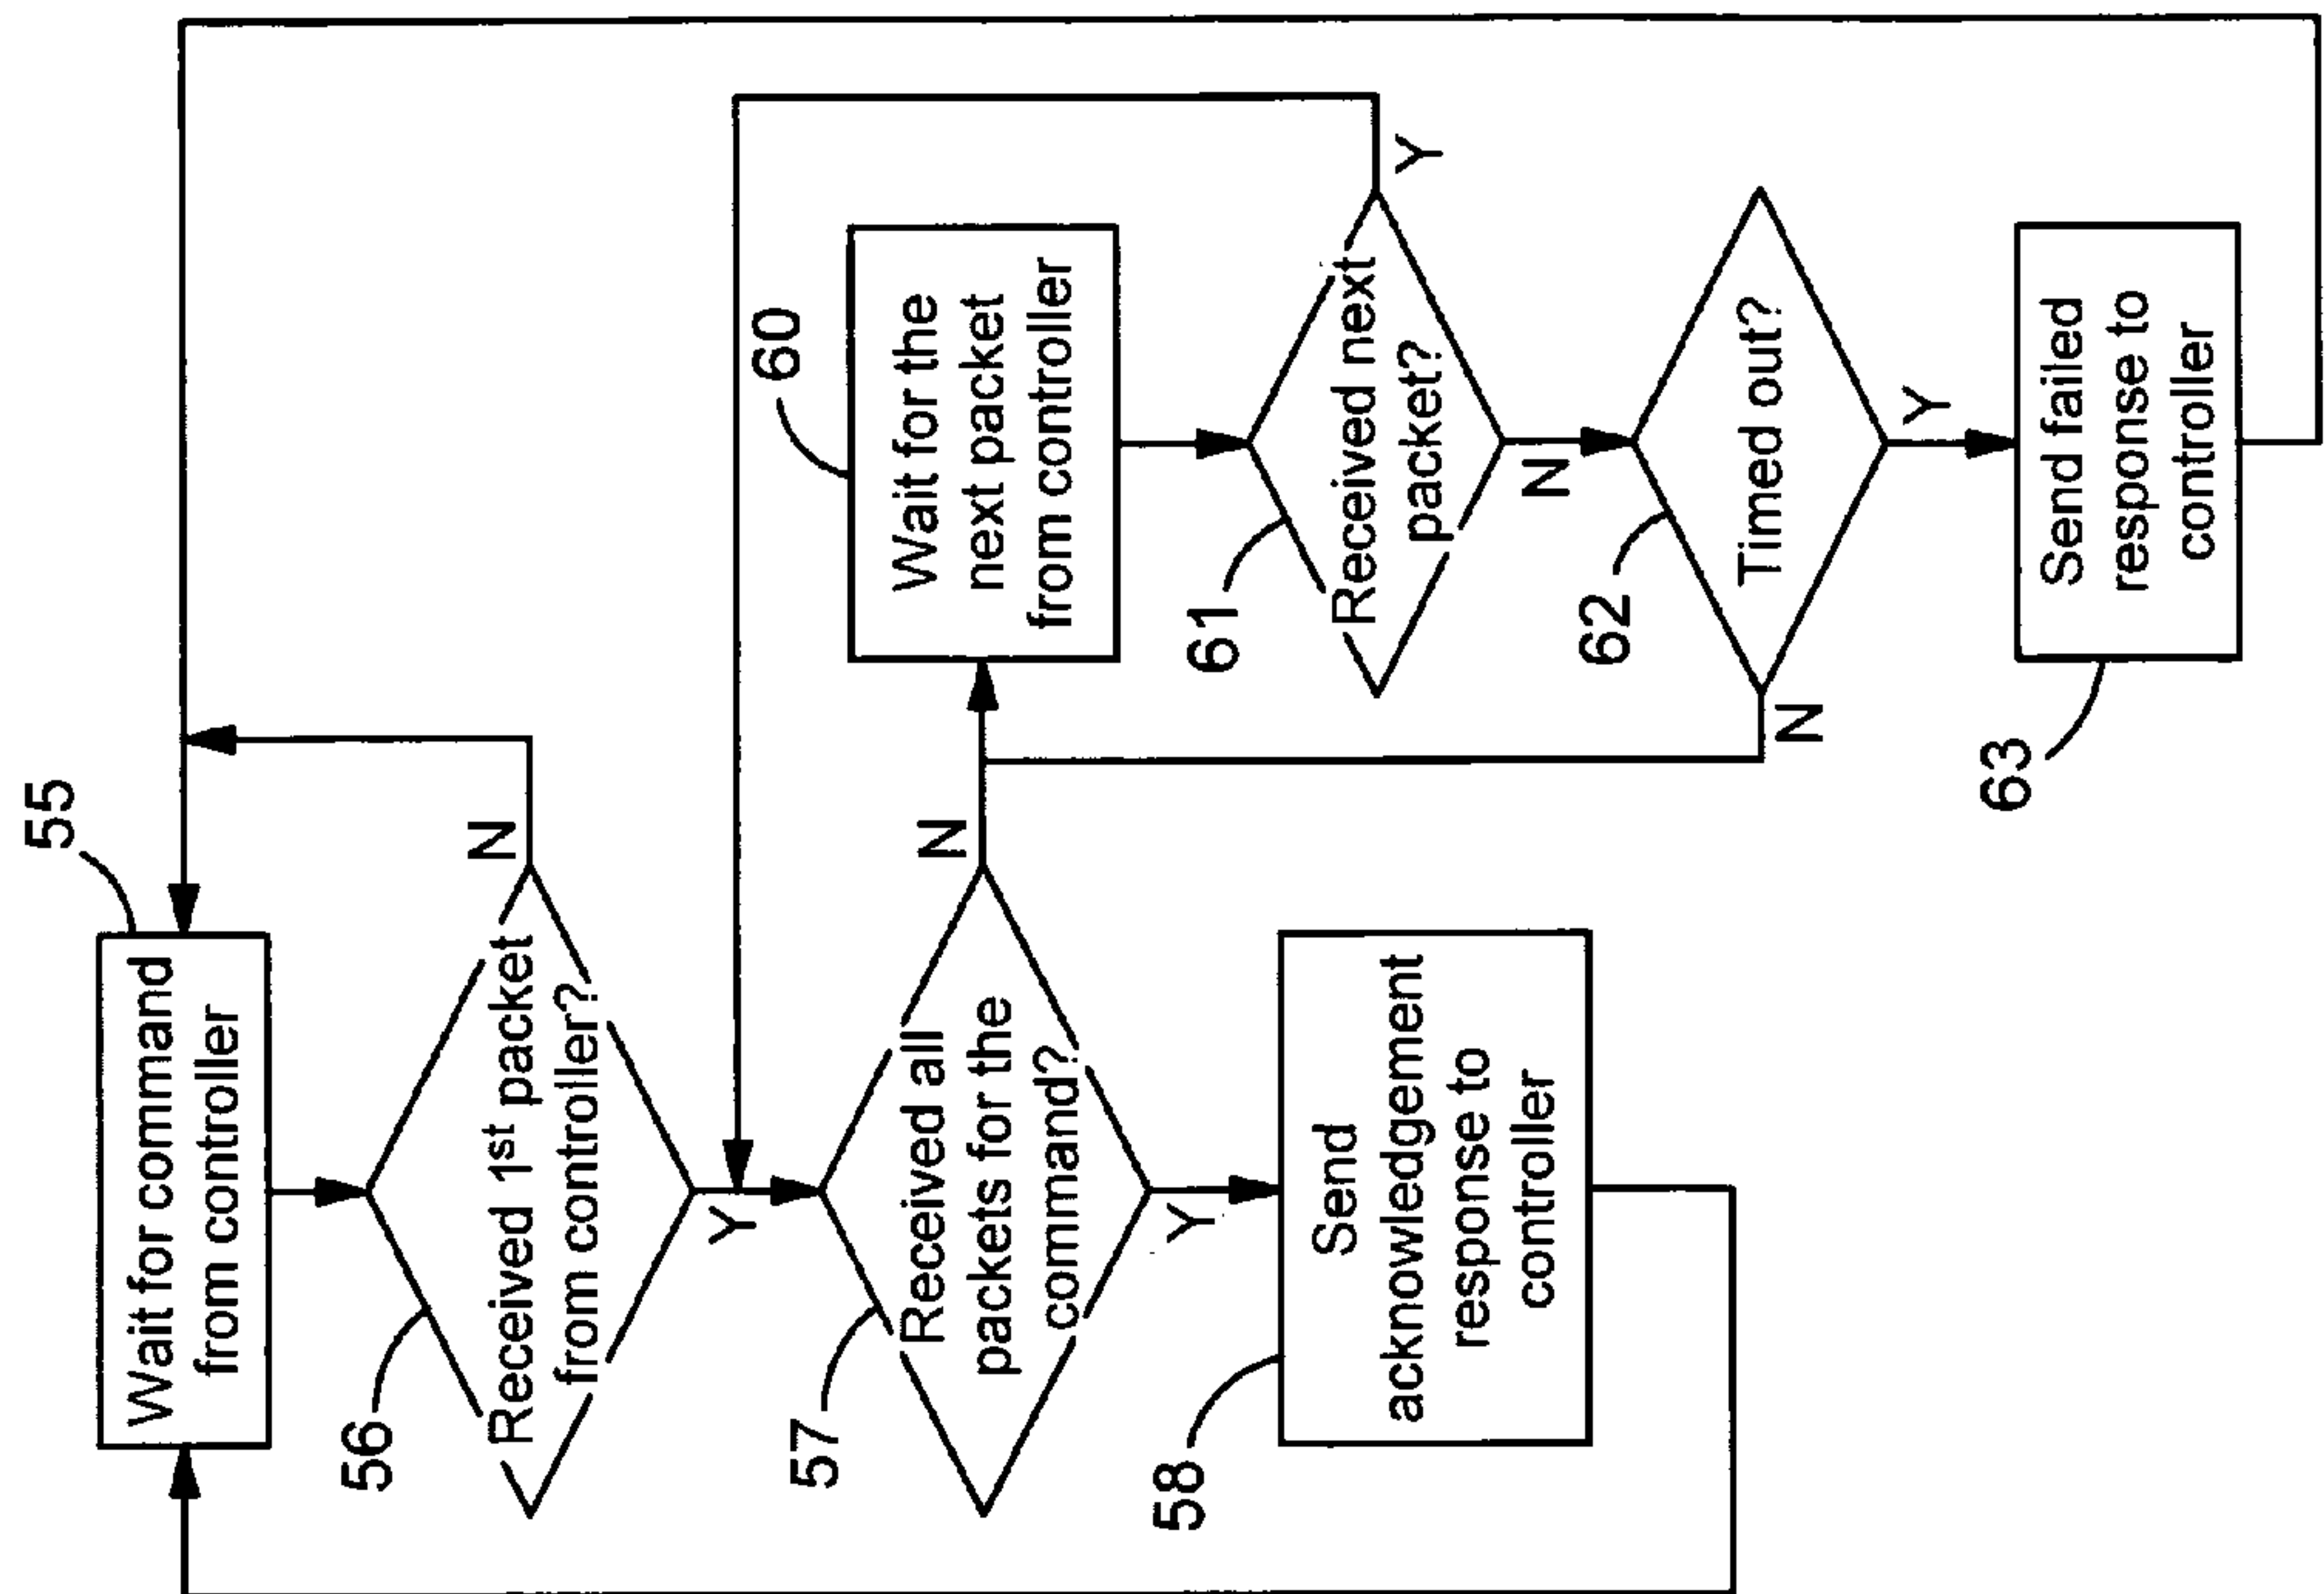 55
Wait for command
from controller
56
Received 1st packet
from controller?
N
Y
57
Received all
packets for the
command?
N
Y
58
Send
acknowledgement
response to
controller
60
Wait for the
next packet
from controller
61
Received next
packet?
Y
N
62
Timed out?
N
Y
63
Send failed
response to
controller